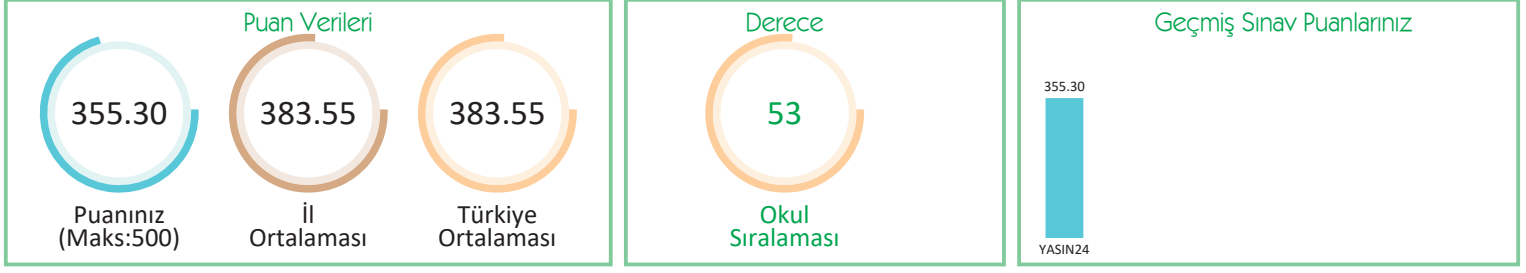 Puan Verileri
355.30
383.55
383.55
Puanınız
(Maks:500)
İl
Ortalaması
Türkiye
Ortalaması
Derece
53
Okul
Sıralaması
Geçmiş Sınav Puanlarınız
355.30
YASIN24